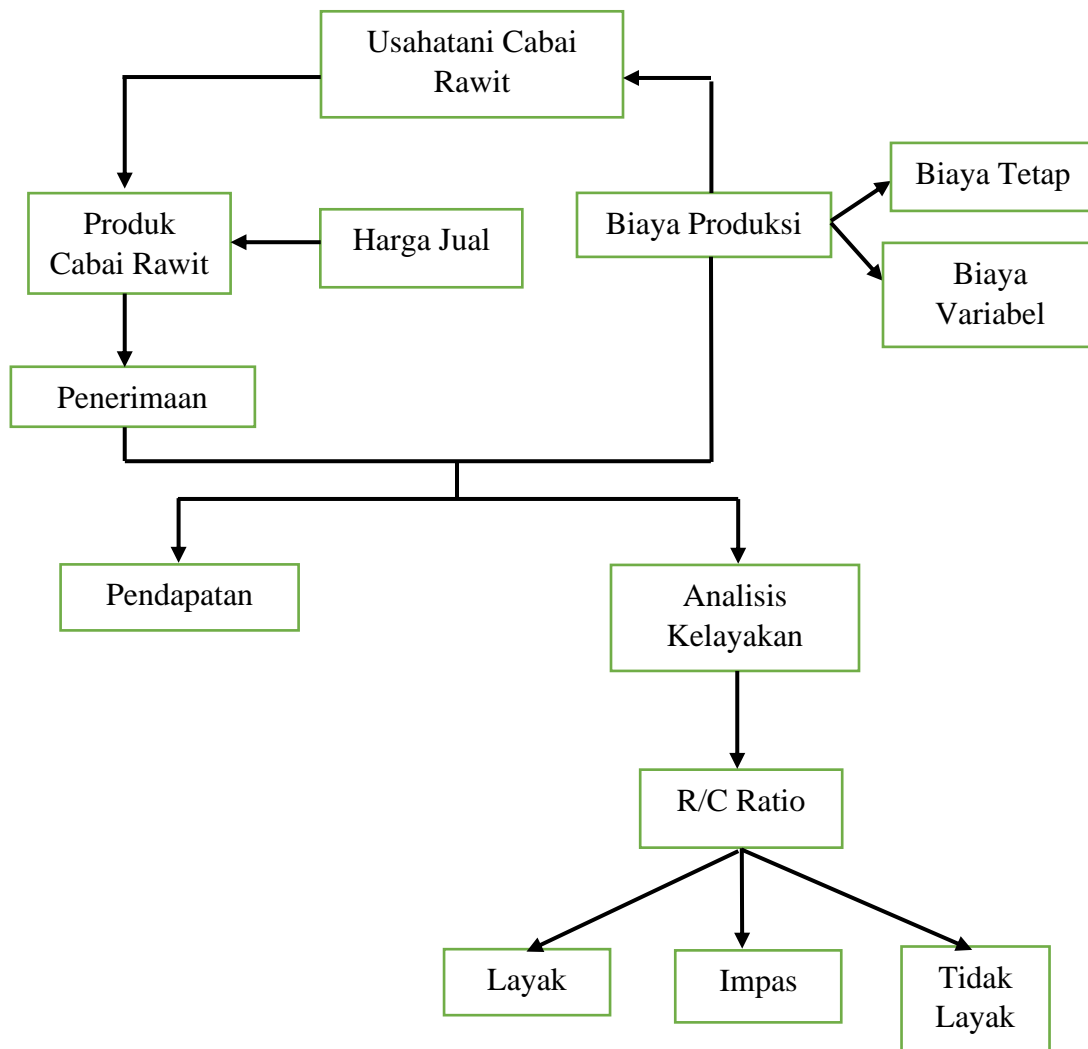 Usahatani Cabai
Rawit
Biaya Tetap
Produk
Cabai Rawit
Harga Jual
Biaya Produksi
Biaya
Variabel
Penerimaan
Pendapatan
Analisis
Kelayakan
R/C Ratio
Layak
Impas
Tidak
Layak